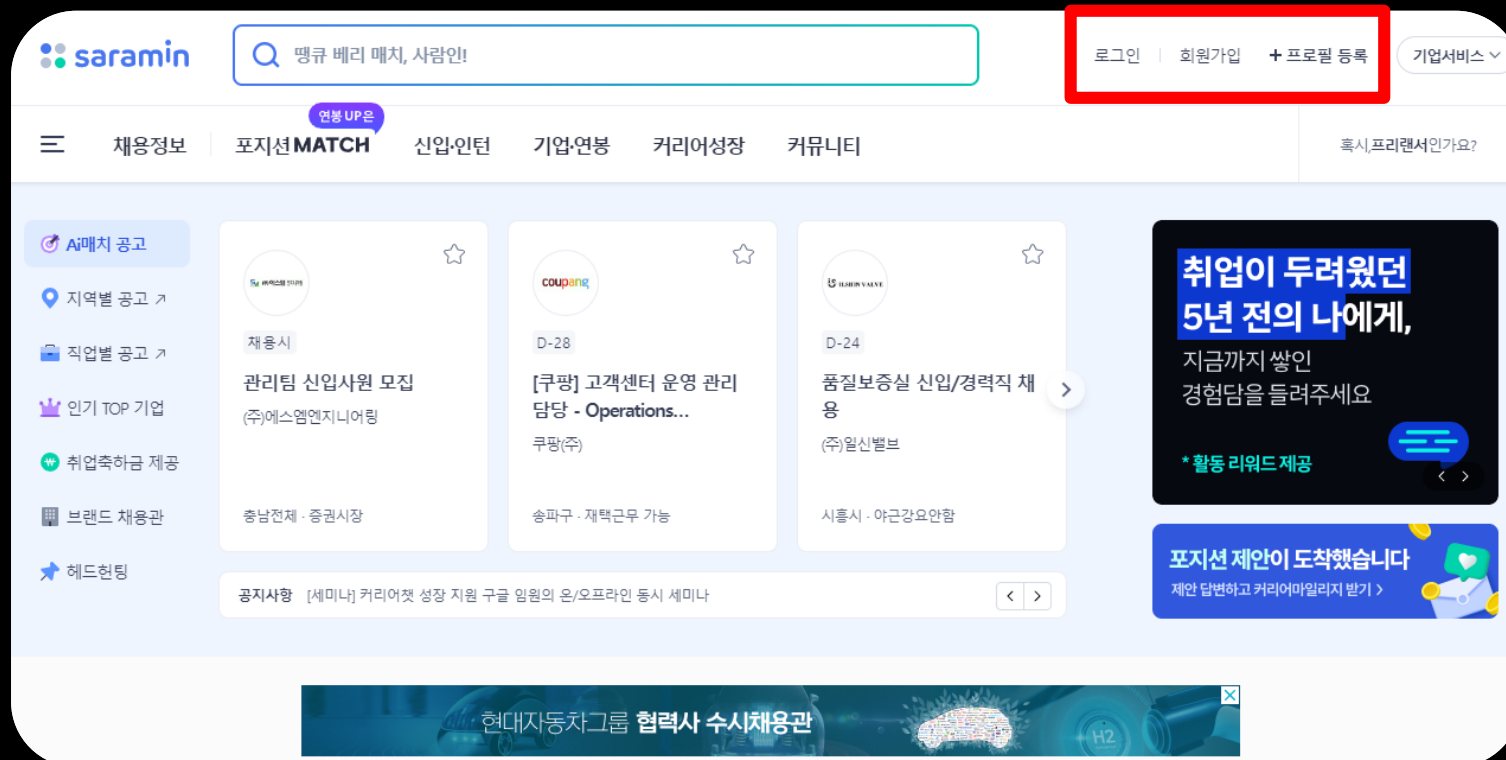 saramin
땡큐 베리 매치, 사람인!
로그인 회원가입 + 프로필 등록 기업서비스
연봉 UP은
채용정보 포지션 MATCH 신입·인턴 기업·연봉 커리어성장 커뮤니티
혹시,프리랜서인가요?
Ai매치 공고
지역별 공고
직업별 공고
인기 TOP 기업
취업축하금 제공
브랜드 채용관
헤드헌팅
채용시
관리팀 신입사원 모집
(주)에스엠엔지니어링
충남전체 · 증권시장
coupang
D-28
[쿠팡] 고객센터 운영 관리
담당 - Operations...
쿠팡(주)
송파구 · 재택근무 가능
ILSHIN VALVE
D-24
품질보증실 신입/경력직 채
용
(주)일신밸브
시흥시 · 야근강요안함
공지사항 [세미나] 커리어챗 성장 지원 구글 임원의 온/오프라인 동시 세미나
취업이 두려웠던
5년 전의 나에게,
지금까지 쌓인
경험담을 들려주세요
* 활동 리워드 제공
포지션 제안이 도착했습니다
제안 답변하고 커리어마일리지 받기 >
현대자동차그룹 협력사 수시채용관
H2